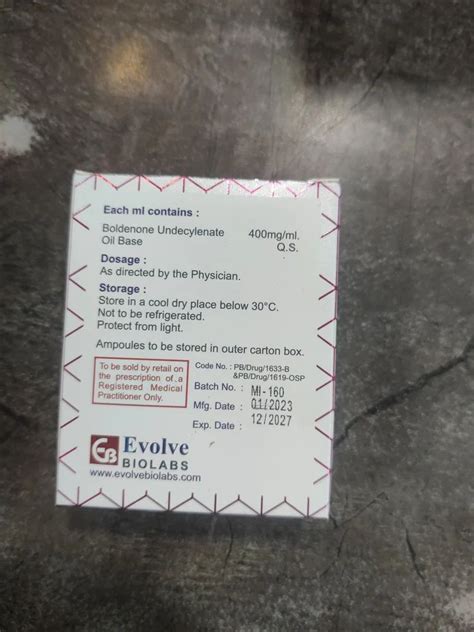 Each ml contains :
Boldenone Undecylenate 400mg/ml.
Oil Base Q.S.
Dosage :
As directed by the Physician.
Storage :
Store in a cool dry place below 30°C.
Not to be refrigerated.
Protect from light.
Ampoules to be stored in outer carton box.
To be sold by retail on
the prescription of a
Registered Medical
Practitioner Only.
Code No. : PB/Drug/1633-B
&PB/Drug/1619-OSP
Batch No. : MI-160
Mfg. Date : 01/2023
Exp. Date : 12/2027
EB Evolve
BIOLABS
www.evolvebiolabs.com